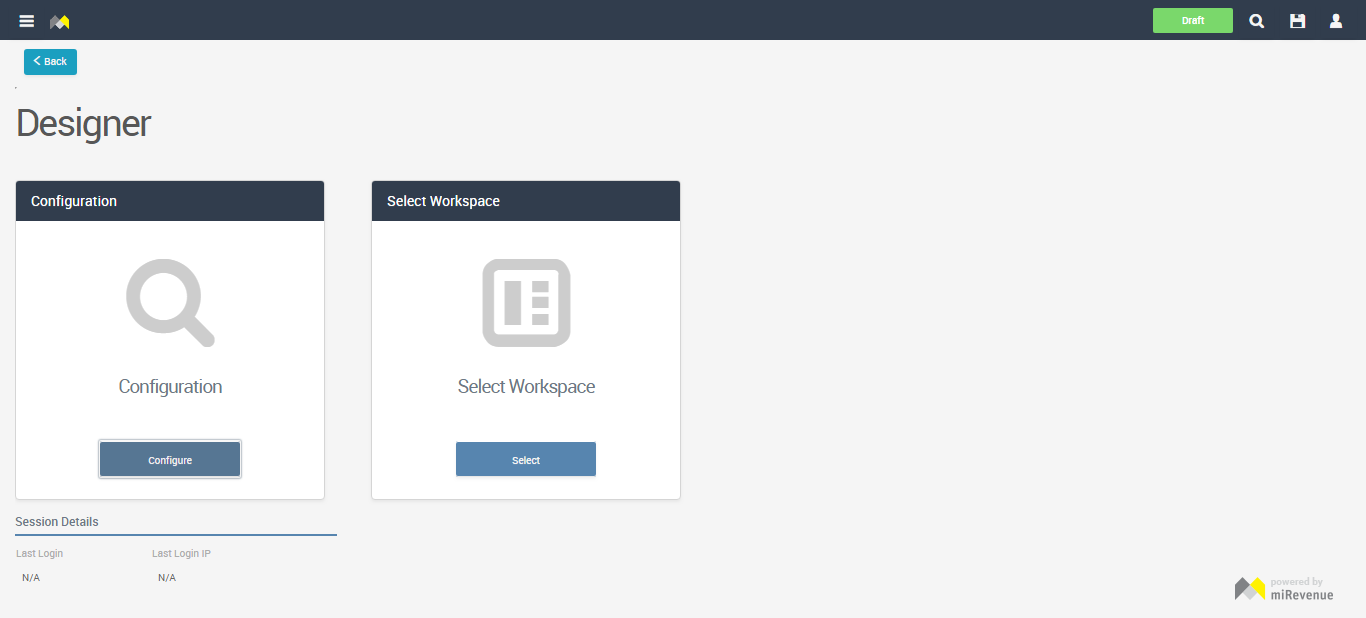 Draft
Back
Designer
Configuration
Select Workspace
Configuration
Select Workspace
Configure
Select
Session Details
Last Login
Last Login IP
N/A
N/A
powered by
miRevenue